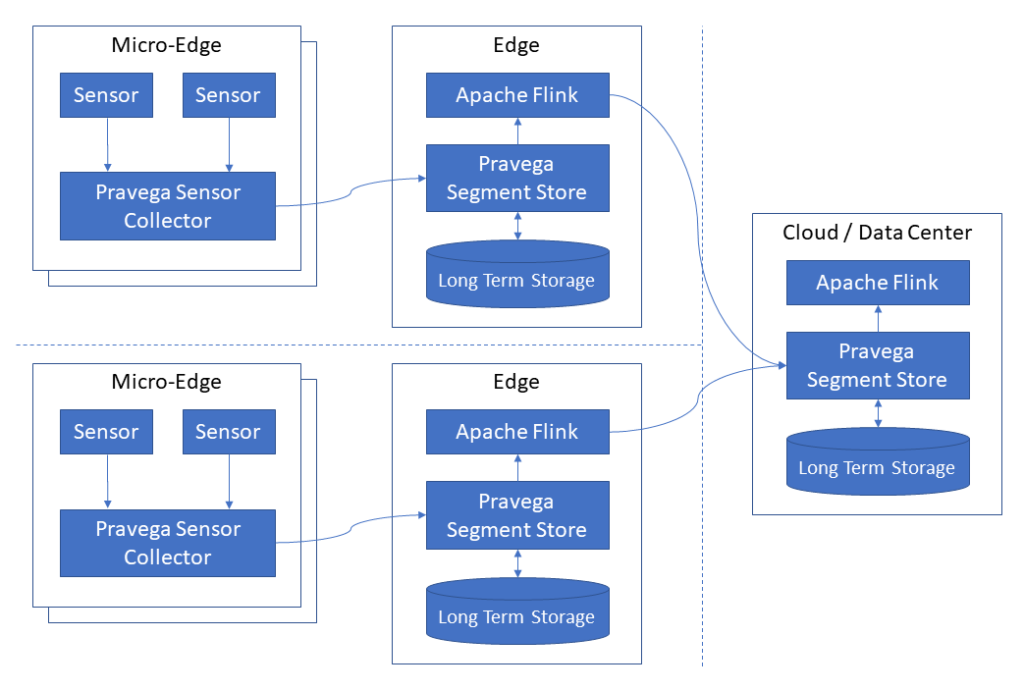 Micro-Edge
Sensor
Sensor
Pravega Sensor
Collector
Edge
Apache Flink
Pravega
Segment Store
Long Term Storage
Micro-Edge
Sensor
Sensor
Pravega Sensor
Collector
Edge
Apache Flink
Pravega
Segment Store
Long Term Storage
Cloud / Data Center
Apache Flink
Pravega
Segment Store
Long Term Storage